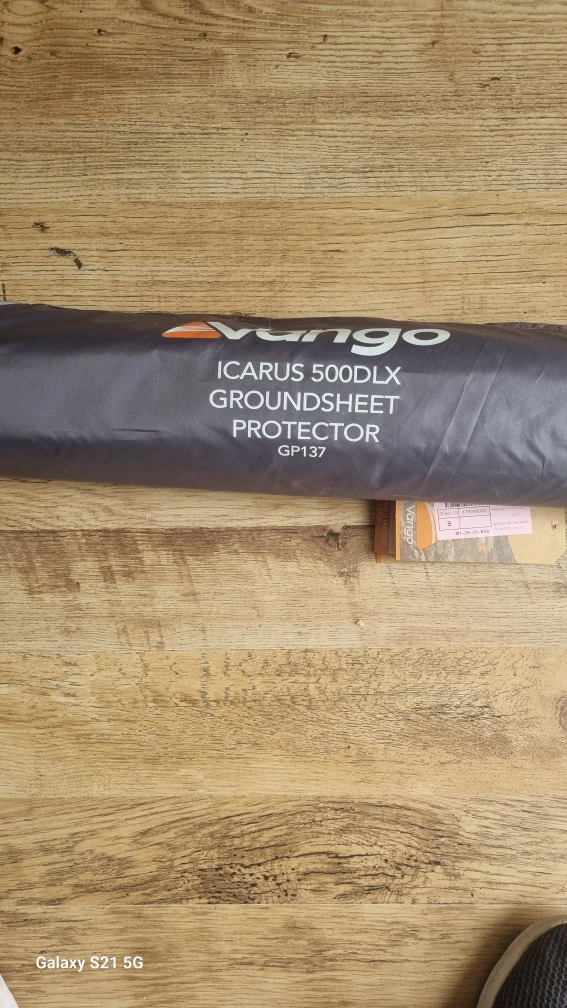 vango
ICARUS 500DLX
GROUNDSHEET
PROTECTOR
GP137
Vango
Galaxy S21 5G